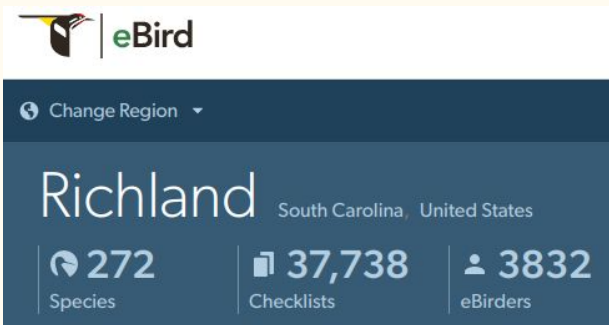 eBird
Change Region
Richland South Carolina, United States
272 37,738 3832
Species Checklists eBirders